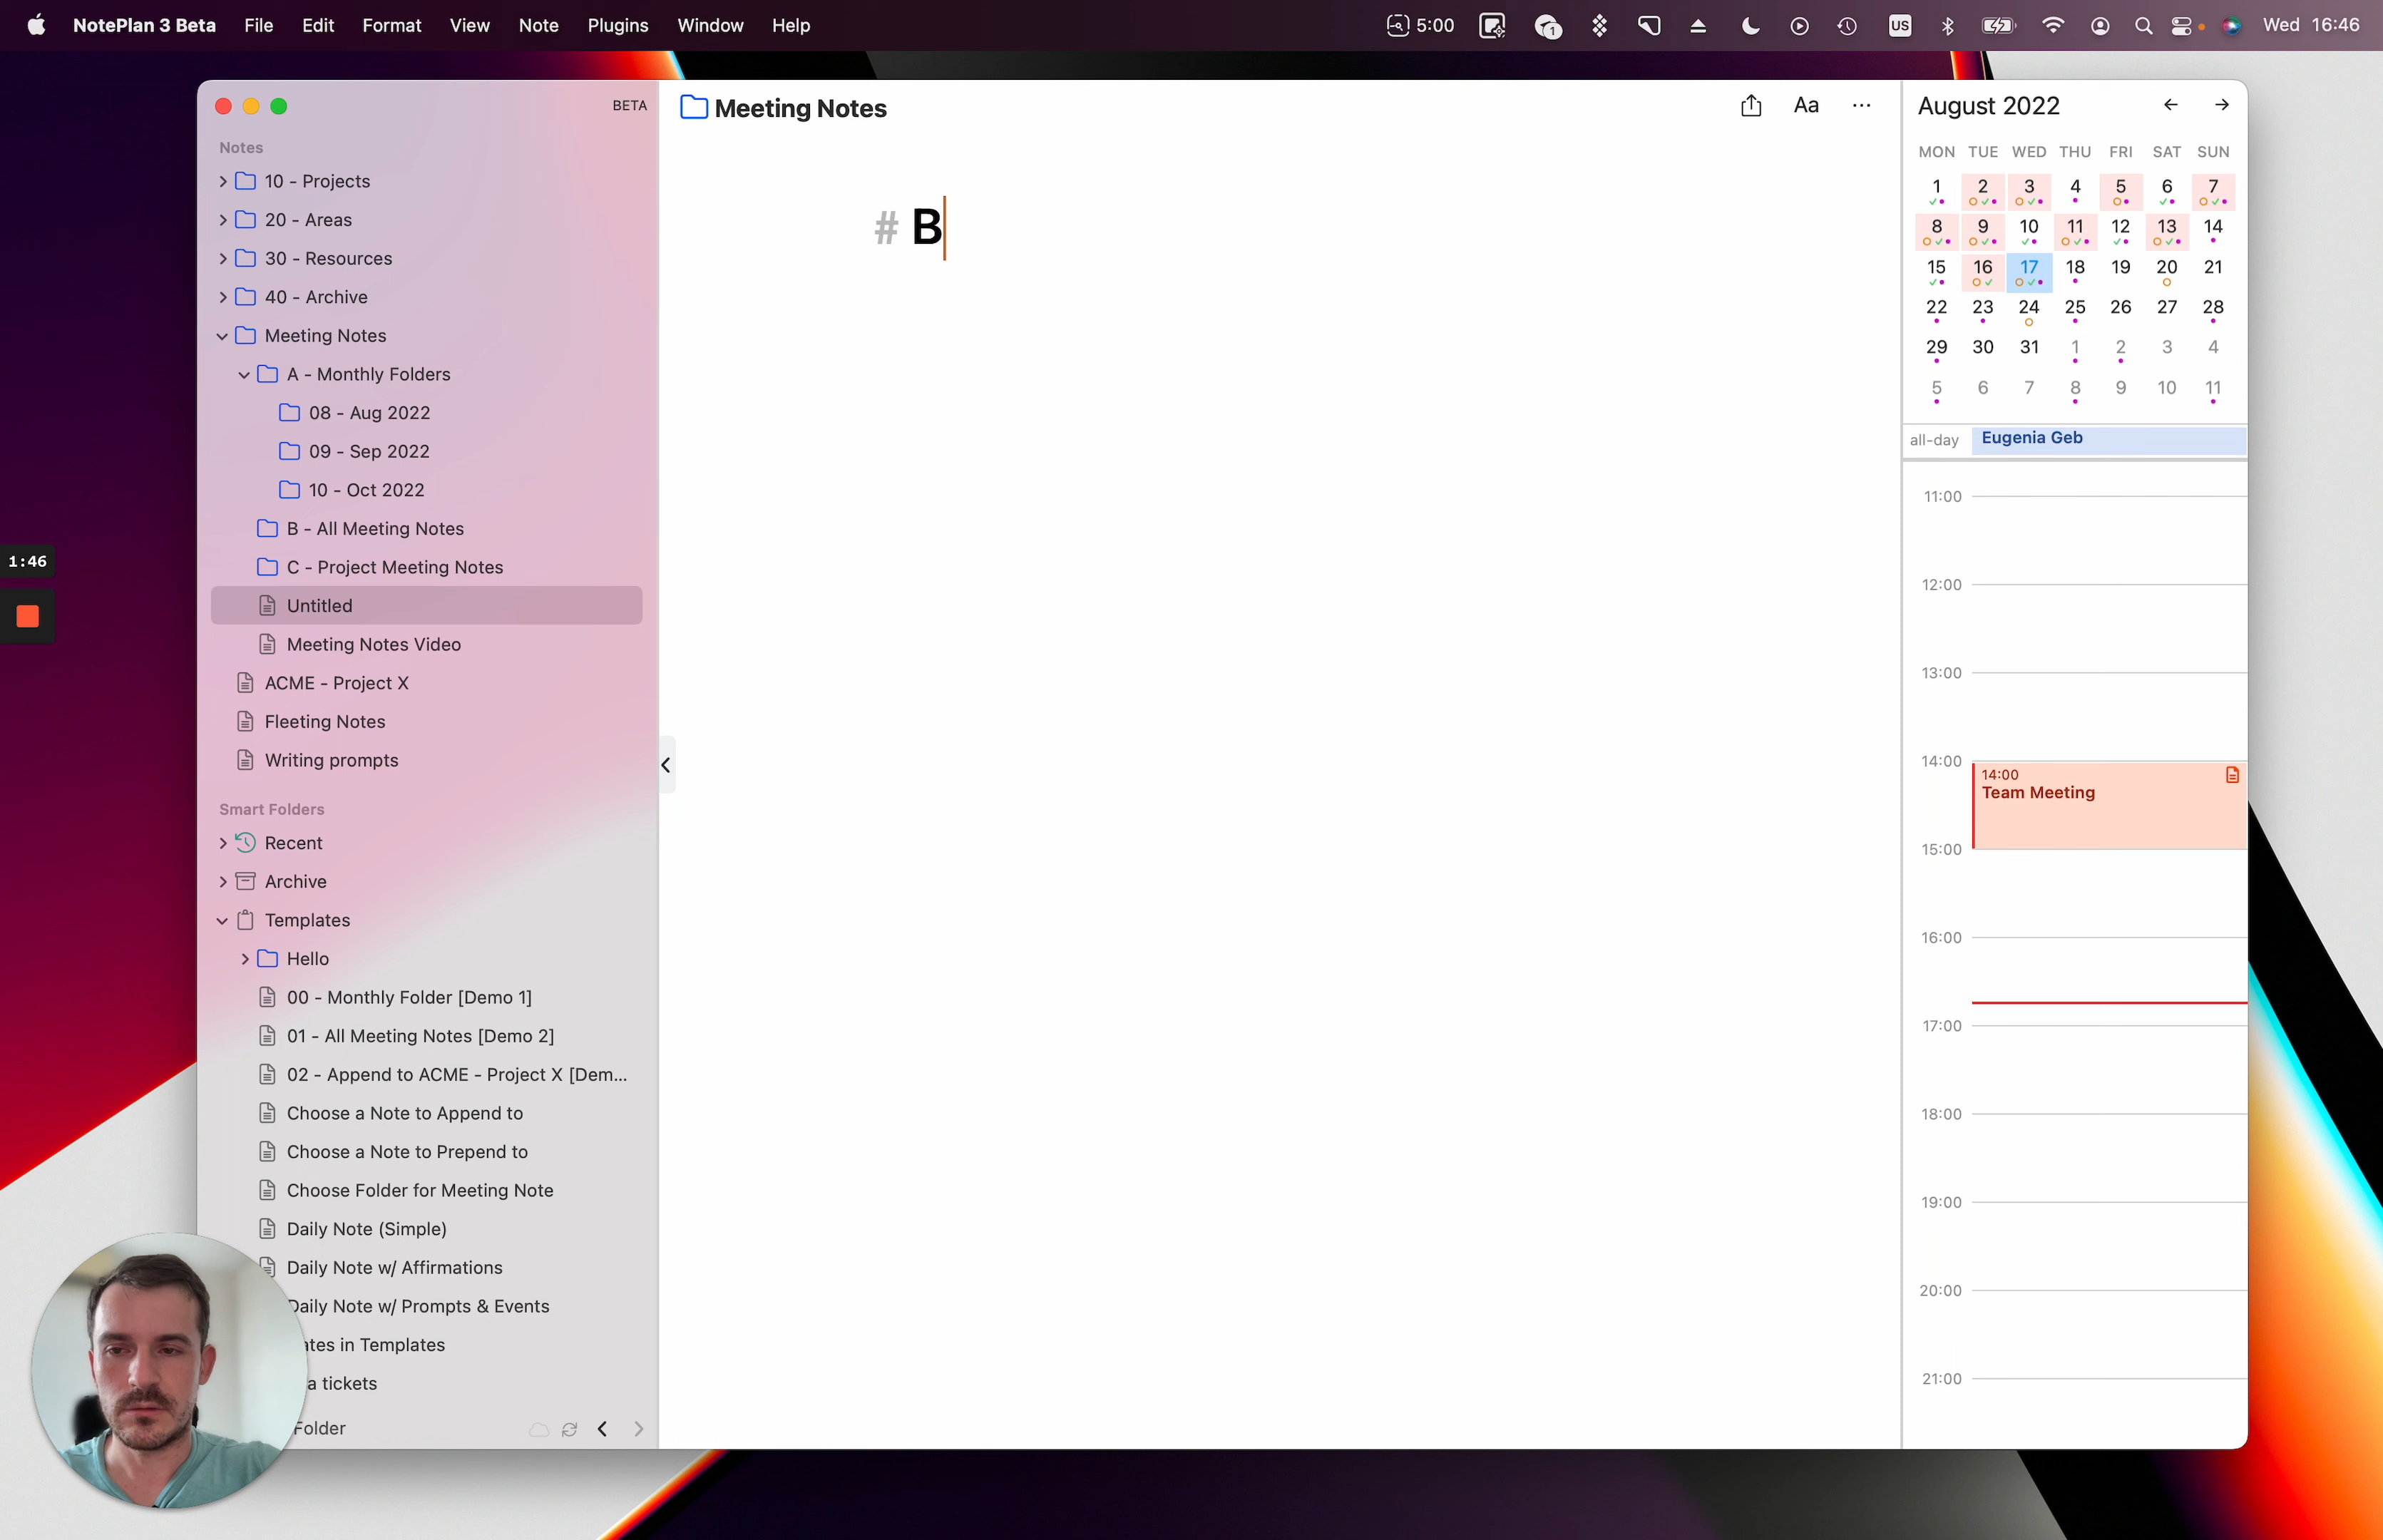 NotePlan 3 Beta File Edit Format View Note Plugins Window Help 5:00 1 US Wed 16:46
BETA
Notes
10 - Projects
20 - Areas
30 - Resources
40 - Archive
Meeting Notes
A - Monthly Folders
08 - Aug 2022
09 - Sep 2022
10 - Oct 2022
B - All Meeting Notes
C - Project Meeting Notes
Untitled
Meeting Notes Video
ACME - Project X
Fleeting Notes
Writing prompts
Smart Folders
Recent
Archive
Templates
Hello
00 - Monthly Folder [Demo 1]
01 - All Meeting Notes [Demo 2]
02 - Append to ACME - Project X [Dem...
Choose a Note to Append to
Choose a Note to Prepend to
Choose Folder for Meeting Note
Daily Note (Simple)
Daily Note w/ Affirmations
Daily Note w/ Prompts & Events
ates in Templates
a tickets
Folder
1:46
Meeting Notes
Aa
# B
August 2022
MON TUE WED THU FRI SAT SUN
1 2 3 4 5 6 7
8 9 10 11 12 13 14
15 16 17 18 19 20 21
22 23 24 25 26 27 28
29 30 31 1 2 3 4
5 6 7 8 9 10 11
all-day Eugenia Geb
11:00
12:00
13:00
14:00
14:00
Team Meeting
15:00
16:00
17:00
18:00
19:00
20:00
21:00